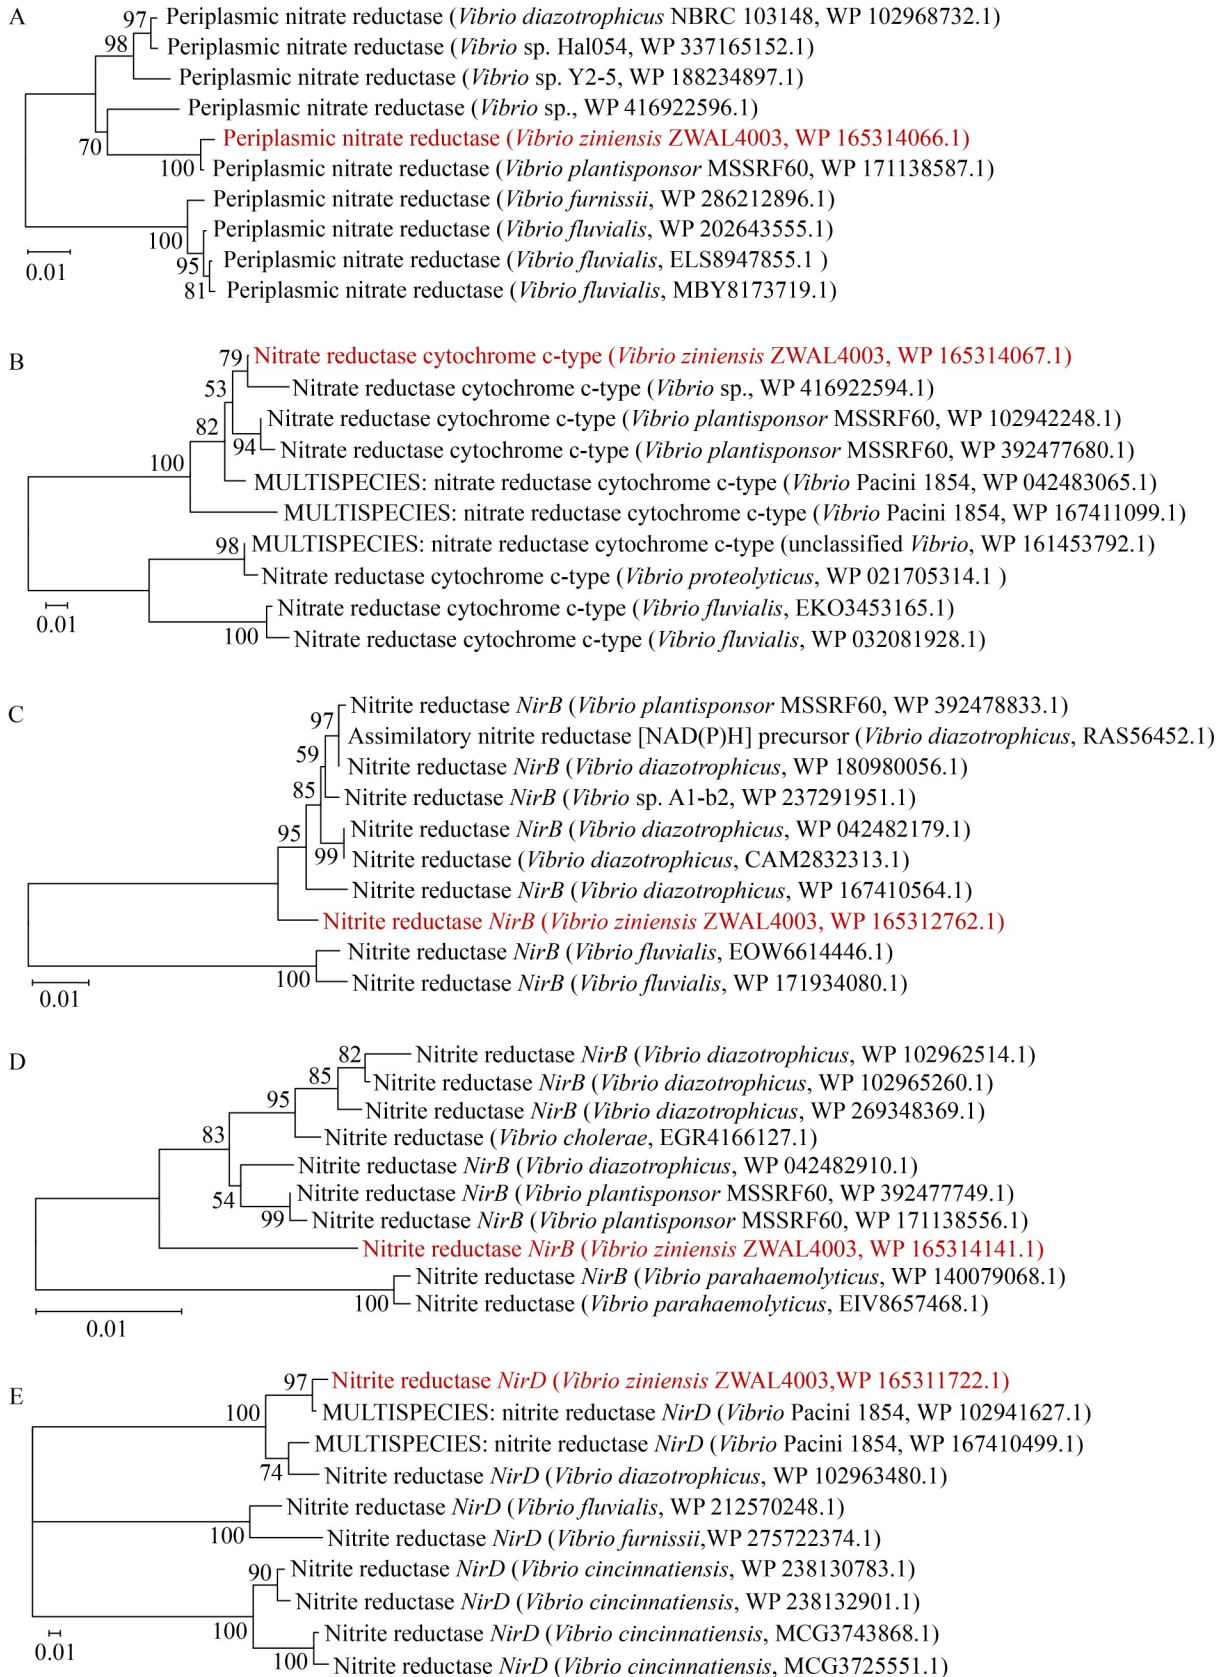 A
97
Periplasmic nitrate reductase (Vibrio diazotrophicus NBRC 103148, WP 102968732.1)
98
Periplasmic nitrate reductase (Vibrio sp. Hal054, WP 337165152.1)
Periplasmic nitrate reductase (Vibrio sp. Y2-5, WP 188234897.1)
Periplasmic nitrate reductase (Vibrio sp., WP 416922596.1)
70
Periplasmic nitrate reductase (Vibrio ziniensis ZWAL4003, WP 165314066.1)
100
Periplasmic nitrate reductase (Vibrio plantisponsor MSSRF60, WP 171138587.1)
Periplasmic nitrate reductase (Vibrio furnissii, WP 286212896.1)
100
Periplasmic nitrate reductase (Vibrio fluvialis, WP 202643555.1)
95
Periplasmic nitrate reductase (Vibrio fluvialis, ELS8947855.1 )
81
Periplasmic nitrate reductase (Vibrio fluvialis, MBY8173719.1)
0.01
B
79
Nitrate reductase cytochrome c-type (Vibrio ziniensis ZWAL4003, WP 165314067.1)
53
Nitrate reductase cytochrome c-type (Vibrio sp., WP 416922594.1)
82
Nitrate reductase cytochrome c-type (Vibrio plantisponsor MSSRF60, WP 102942248.1)
94
Nitrate reductase cytochrome c-type (Vibrio plantisponsor MSSRF60, WP 392477680.1)
100
MULTISPECIES: nitrate reductase cytochrome c-type (Vibrio Pacini 1854, WP 042483065.1)
MULTISPECIES: nitrate reductase cytochrome c-type (Vibrio Pacini 1854, WP 167411099.1)
98
MULTISPECIES: nitrate reductase cytochrome c-type (unclassified Vibrio, WP 161453792.1)
Nitrate reductase cytochrome c-type (Vibrio proteolyticus, WP 021705314.1 )
Nitrate reductase cytochrome c-type (Vibrio fluvialis, EKO3453165.1)
100
Nitrate reductase cytochrome c-type (Vibrio fluvialis, WP 032081928.1)
0.01
C
97
Nitrite reductase NirB (Vibrio plantisponsor MSSRF60, WP 392478833.1)
Assimilatory nitrite reductase [NAD(P)H] precursor (Vibrio diazotrophicus, RAS56452.1)
59
Nitrite reductase NirB (Vibrio diazotrophicus, WP 180980056.1)
85
Nitrite reductase NirB (Vibrio sp. A1-b2, WP 237291951.1)
95
Nitrite reductase NirB (Vibrio diazotrophicus, WP 042482179.1)
99
Nitrite reductase (Vibrio diazotrophicus, CAM2832313.1)
Nitrite reductase NirB (Vibrio diazotrophicus, WP 167410564.1)
Nitrite reductase NirB (Vibrio ziniensis ZWAL4003, WP 165312762.1)
Nitrite reductase NirB (Vibrio fluvialis, EOW6614446.1)
100
Nitrite reductase NirB (Vibrio fluvialis, WP 171934080.1)
0.01
D
82
Nitrite reductase NirB (Vibrio diazotrophicus, WP 102962514.1)
85
Nitrite reductase NirB (Vibrio diazotrophicus, WP 102965260.1)
95
Nitrite reductase NirB (Vibrio diazotrophicus, WP 269348369.1)
83
Nitrite reductase (Vibrio cholerae, EGR4166127.1)
Nitrite reductase NirB (Vibrio diazotrophicus, WP 042482910.1)
54
Nitrite reductase NirB (Vibrio plantisponsor MSSRF60, WP 392477749.1)
99
Nitrite reductase NirB (Vibrio plantisponsor MSSRF60, WP 171138556.1)
Nitrite reductase NirB (Vibrio ziniensis ZWAL4003, WP 165314141.1)
Nitrite reductase NirB (Vibrio parahaemolyticus, WP 140079068.1)
100
Nitrite reductase (Vibrio parahaemolyticus, EIV8657468.1)
0.01
E
97
Nitrite reductase NirD (Vibrio ziniensis ZWAL4003,WP 165311722.1)
100
MULTISPECIES: nitrite reductase NirD (Vibrio Pacini 1854, WP 102941627.1)
MULTISPECIES: nitrite reductase NirD (Vibrio Pacini 1854, WP 167410499.1)
74
Nitrite reductase NirD (Vibrio diazotrophicus, WP 102963480.1)
Nitrite reductase NirD (Vibrio fluvialis, WP 212570248.1)
100
Nitrite reductase NirD (Vibrio furnissii,WP 275722374.1)
90
Nitrite reductase NirD (Vibrio cincinnatiensis, WP 238130783.1)
Nitrite reductase NirD (Vibrio cincinnatiensis, WP 238132901.1)
100
Nitrite reductase NirD (Vibrio cincinnatiensis, MCG3743868.1)
100
Nitrite reductase NirD (Vibrio cincinnatiensis, MCG3725551.1)
0.01